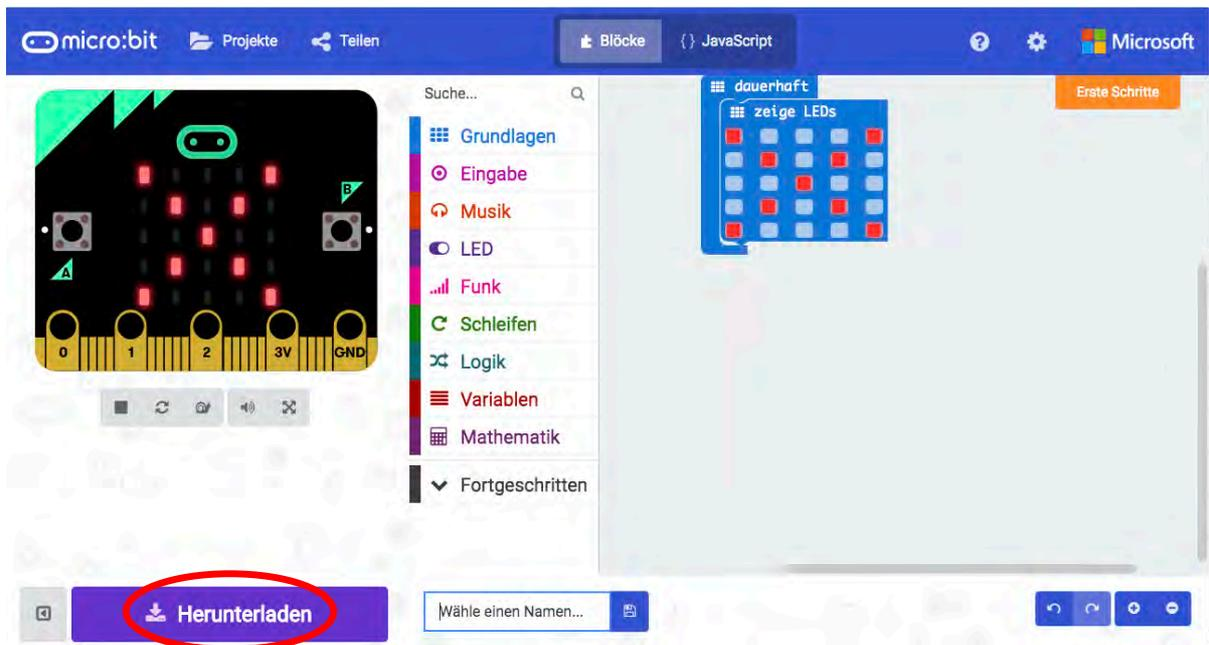 micro:bit Projekte Teilen Blöcke {} JavaScript Microsoft
Suche...
Grundlagen
Eingabe
Musik
LED
Funk
Schleifen
Logik
Variablen
Mathematik
Fortgeschritten
B
A
0 1 2 3V GND
dauerhaft
zeige LEDs
Erste Schritte
Herunterladen
Wähle einen Namen...